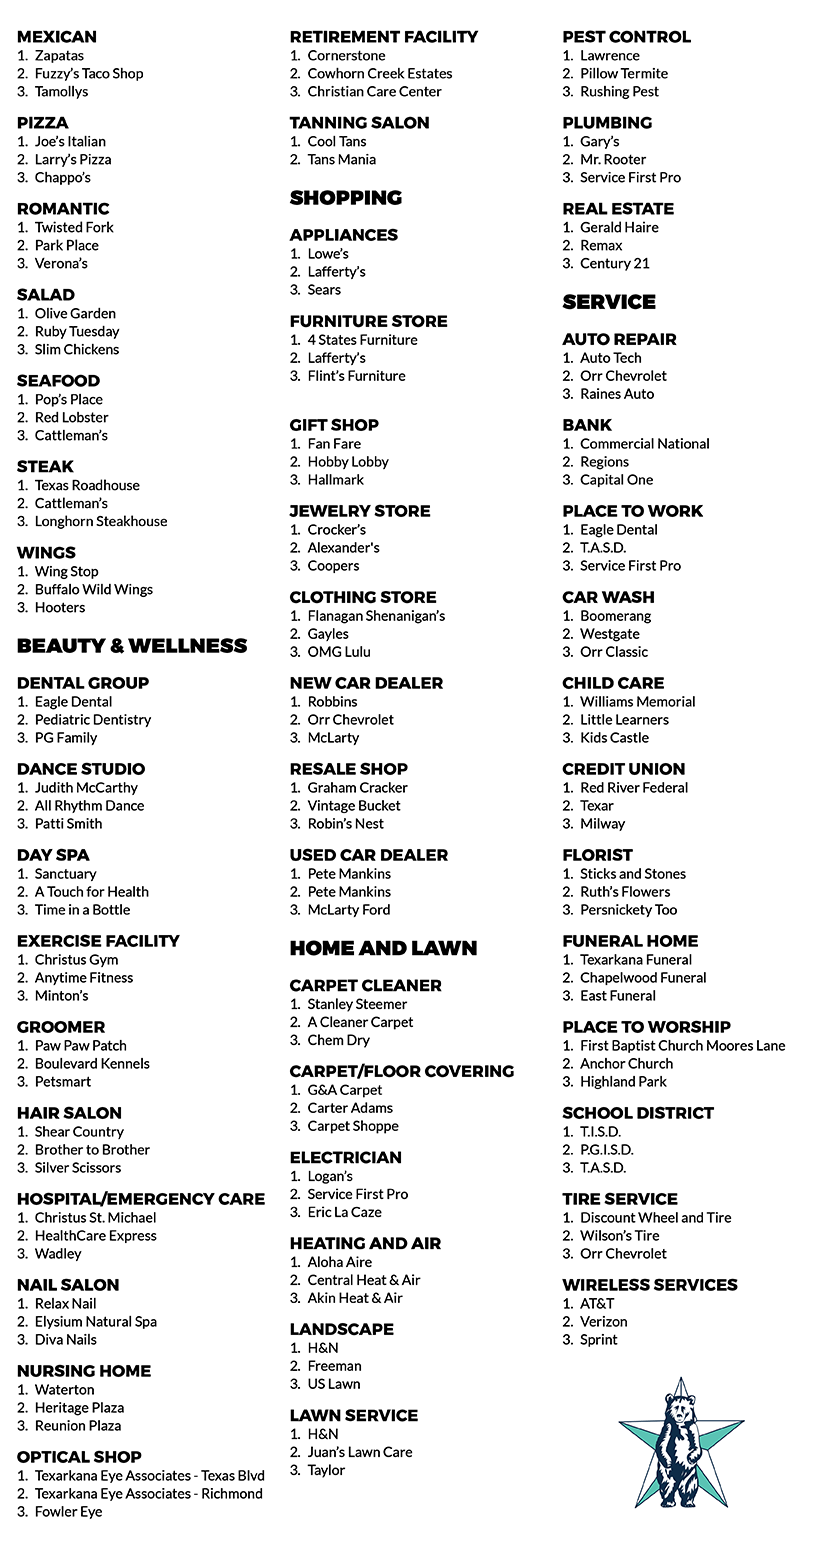 MEXICAN
1. Zapatas
2. Fuzzy's Taco Shop
3. Tamollys
PIZZA
1. Joe's Italian
2. Larry's Pizza
3. Chappo's
ROMANTIC
1. Twisted Fork
2. Park Place
3. Verona's
SALAD
1. Olive Garden
2. Ruby Tuesday
3. Slim Chickens
SEAFOOD
1. Pop's Place
2. Red Lobster
3. Cattleman's
STEAK
1. Texas Roadhouse
2. Cattleman's
3. Longhorn Steakhouse
WINGS
1. Wing Stop
2. Buffalo Wild Wings
3. Hooters
BEAUTY & WELLNESS
DENTAL GROUP
1. Eagle Dental
2. Pediatric Dentistry
3. PG Family
DANCE STUDIO
1. Judith McCarthy
2. All Rhythm Dance
3. Patti Smith
DAY SPA
1. Sanctuary
2. A Touch for Health
3. Time in a Bottle
EXERCISE FACILITY
1. Christus Gym
2. Anytime Fitness
3. Minton's
GROOMER
1. Paw Paw Patch
2. Boulevard Kennels
3. Petsmart
HAIR SALON
1. Shear Country
2. Brother to Brother
3. Silver Scissors
HOSPITAL/EMERGENCY CARE
1. Christus St. Michael
2. HealthCare Express
3. Wadley
NAIL SALON
1. Relax Nail
2. Elysium Natural Spa
3. Diva Nails
NURSING HOME
1. Waterton
2. Heritage Plaza
3. Reunion Plaza
OPTICAL SHOP
1. Texarkana Eye Associates - Texas Blvd
2. Texarkana Eye Associates - Richmond
3. Fowler Eye
RETIREMENT FACILITY
1. Cornerstone
2. Cowhorn Creek Estates
3. Christian Care Center
TANNING SALON
1. Cool Tans
2. Tans Mania
SHOPPING
APPLIANCES
1. Lowe's
2. Lafferty's
3. Sears
FURNITURE STORE
1. 4 States Furniture
2. Lafferty's
3. Flint's Furniture
GIFT SHOP
1. Fan Fare
2. Hobby Lobby
3. Hallmark
JEWELRY STORE
1. Crocker's
2. Alexander's
3. Coopers
CLOTHING STORE
1. Flanagan Shenanigan's
2. Gayles
3. OMG Lulu
NEW CAR DEALER
1. Robbins
2. Orr Chevrolet
3. McLarty
RESALE SHOP
1. Graham Cracker
2. Vintage Bucket
3. Robin's Nest
USED CAR DEALER
1. Pete Mankins
2. Pete Mankins
3. McLarty Ford
HOME AND LAWN
CARPET CLEANER
1. Stanley Steemer
2. A Cleaner Carpet
3. Chem Dry
CARPET/FLOOR COVERING
1. G&A Carpet
2. Carter Adams
3. Carpet Shoppe
ELECTRICIAN
1. Logan's
2. Service First Pro
3. Eric La Caze
HEATING AND AIR
1. Aloha Aire
2. Central Heat & Air
3. Akin Heat & Air
LANDSCAPE
1. H&N
2. Freeman
3. US Lawn
LAWN SERVICE
1. H&N
2. Juan's Lawn Care
3. Taylor
PEST CONTROL
1. Lawrence
2. Pillow Termite
3. Rushing Pest
PLUMBING
1. Gary's
2. Mr. Rooter
3. Service First Pro
REAL ESTATE
1. Gerald Haire
2. Remax
3. Century 21
SERVICE
AUTO REPAIR
1. Auto Tech
2. Orr Chevrolet
3. Raines Auto
BANK
1. Commercial National
2. Regions
3. Capital One
PLACE TO WORK
1. Eagle Dental
2. T.A.S.D.
3. Service First Pro
CAR WASH
1. Boomerang
2. Westgate
3. Orr Classic
CHILD CARE
1. Williams Memorial
2. Little Learners
3. Kids Castle
CREDIT UNION
1. Red River Federal
2. Texar
3. Milway
FLORIST
1. Sticks and Stones
2. Ruth's Flowers
3. Persnickety Too
FUNERAL HOME
1. Texarkana Funeral
2. Chapelwood Funeral
3. East Funeral
PLACE TO WORSHIP
1. First Baptist Church Moores Lane
2. Anchor Church
3. Highland Park
SCHOOL DISTRICT
1. T.I.S.D.
2. P.G.I.S.D.
3. T.A.S.D.
TIRE SERVICE
1. Discount Wheel and Tire
2. Wilson's Tire
3. Orr Chevrolet
WIRELESS SERVICES
1. AT&T
2. Verizon
3. Sprint